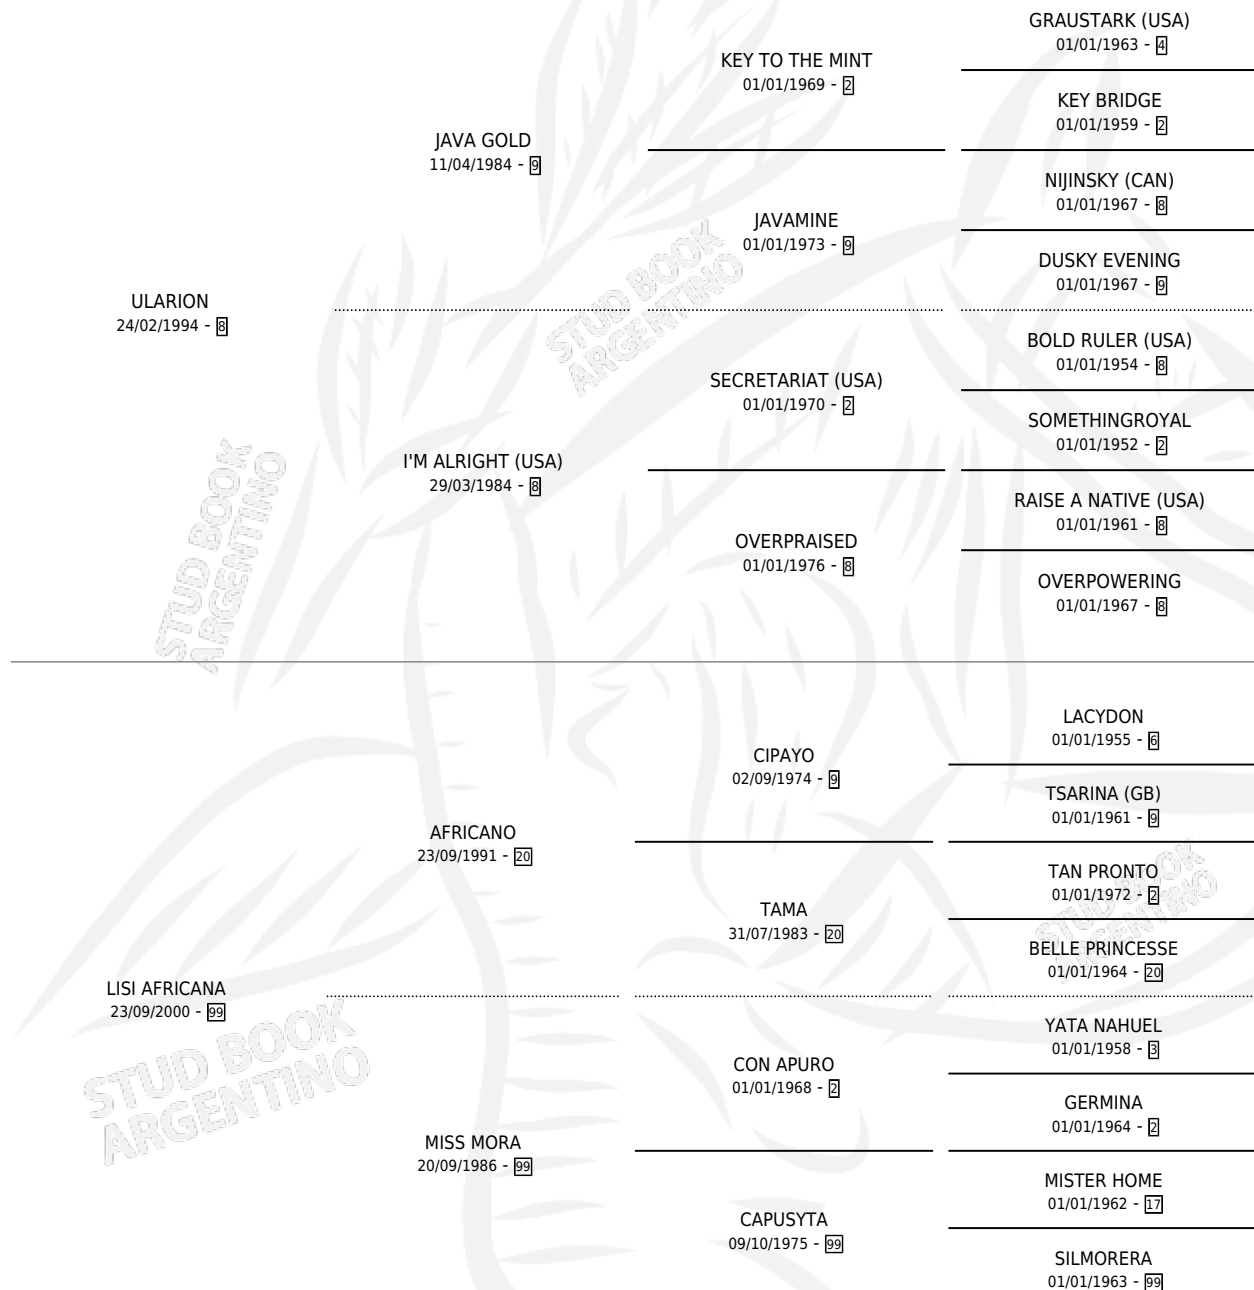 GRAUSTARK (USA)
01/01/1963 - 4
KEY TO THE MINT
01/01/1969 - 2
KEY BRIDGE
01/01/1959 - 2
JAVA GOLD
11/04/1984 - 9
NIJINSKY (CAN)
01/01/1967 - 8
JAVAMINE
01/01/1973 - 9
DUSKY EVENING
01/01/1967 - 9
ULARION
24/02/1994 - 8
STUD BOOK
ARGENTINO
BOLD RULER (USA)
01/01/1954 - 8
SECRETARIAT (USA)
01/01/1970 - 2
SOMETHINGROYAL
01/01/1952 - 2
I'M ALRIGHT (USA)
29/03/1984 - 8
RAISE A NATIVE (USA)
01/01/1961 - 8
OVERPRAISED
01/01/1976 - 8
OVERPOWERING
01/01/1967 - 8
STUD BOOK
ARGENTINO
LACYDON
01/01/1955 - 6
CIPAYO
02/09/1974 - 9
TSARINA (GB)
01/01/1961 - 9
AFRICANO
23/09/1991 - 20
TAN PRONTO
01/01/1972 - 2
TAMA
31/07/1983 - 20
BELLE PRINCESSE
01/01/1964 - 20
STUD BOOK
ARGENTINO
LISI AFRICANA
23/09/2000 - 99
YATA NAHUEL
01/01/1958 - 3
CON APURO
01/01/1968 - 2
GERMINA
01/01/1964 - 2
STUD BOOK
ARGENTINO
MISS MORA
20/09/1986 - 99
MISTER HOME
01/01/1962 - 17
CAPUSYTA
09/10/1975 - 99
SILMORERA
01/01/1963 - 99